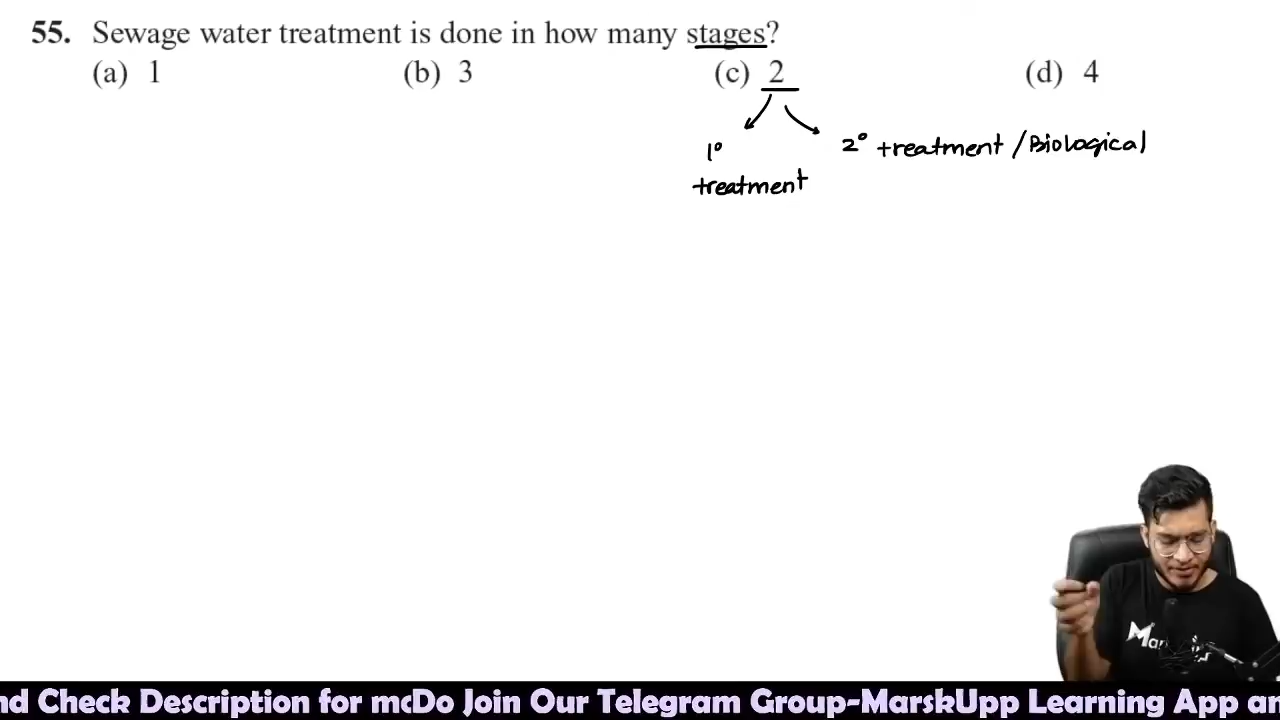 55. Sewage water treatment is done in how many stages?
(a) 1 (b) 3 (c) 2 (d) 4
1° 2° treatment / Biological
treatment
nd Check Description for mcDo Join Our Telegram Group-MarskUpp Learning App an